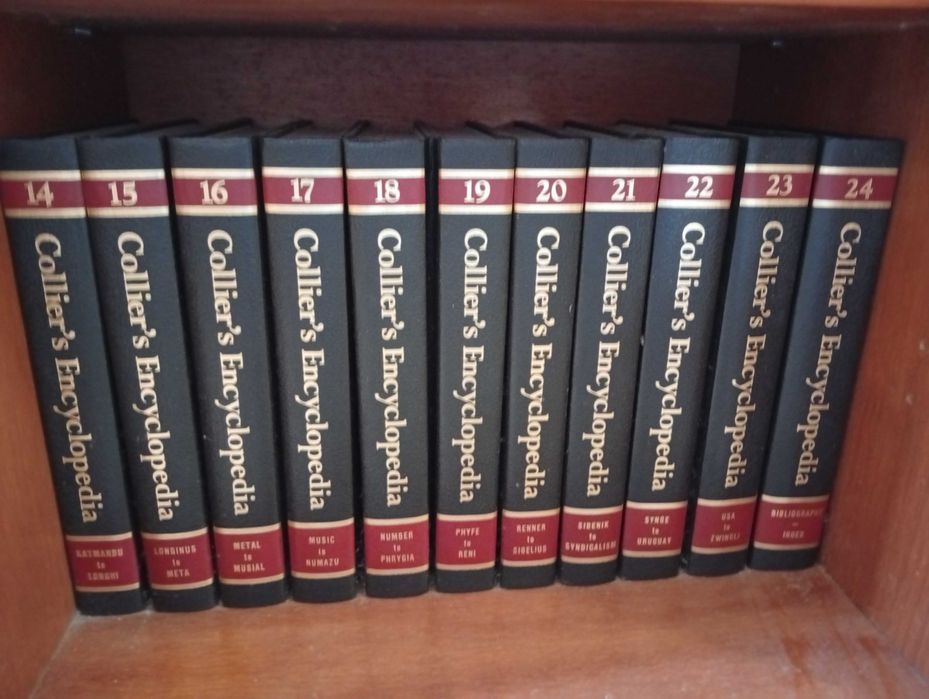 14
Collier's Encyclopedia
KATMANDU
to
LONGHI
15
Collier's Encyclopedia
LONGINUS
to
META
16
Collier's Encyclopedia
METAL
to
MUSIAL
17
Collier's Encyclopedia
MUSIC
to
NUMAZU
18
Collier's Encyclopedia
NUMBER
to
PHRYGIA
19
Collier's Encyclopedia
PHYFE
to
RENI
20
Collier's Encyclopedia
RENNER
to
SIBELIUS
21
Collier's Encyclopedia
SIBENIK
to
SYNDICALISM
22
Collier's Encyclopedia
SYNGE
to
URUGUAY
23
Collier's Encyclopedia
USA
to
ZWINGLI
24
Collier's Encyclopedia
BIBLIOGRAPHY
INDEX